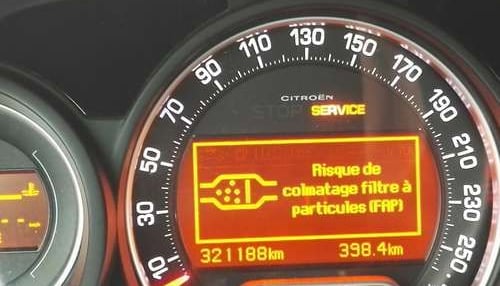 10
30
50
70
90
110
130
150
170
190
210
230
250
CITROËN
STOP SERVICE
Risque de
colmatage filtre à
particules (FAP)
321188km 398.4km